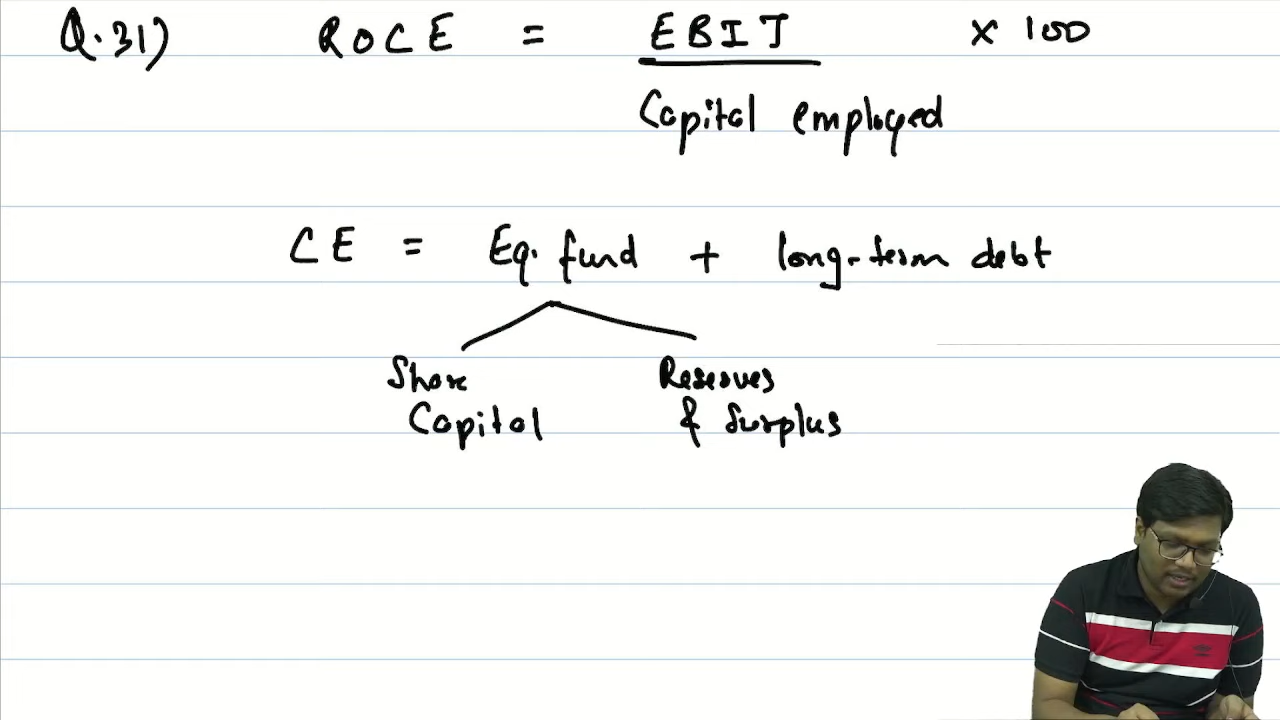 Q.31) ROCE = EBIT × 100
Capital employed
CE = Eq. fund + long-term debt
Share Reserves
Capital & Surplus